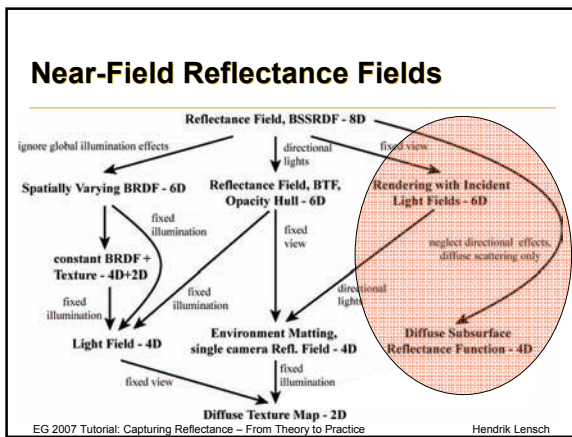 Near-Field Reflectance Fields
Reflectance Field, BSSRDF - 8D
ignore global illumination effects
directional
lights
fixed view
Spatially Varying BRDF - 6D
Reflectance Field, BTF,
Opacity Hull - 6D
Rendering with Incident
Light Fields - 6D
fixed
illumination
fixed
view
neglect directional effects,
diffuse scattering only
constant BRDF +
Texture - 4D+2D
fixed
illumination
fixed
illumination
directional
lights
Light Field - 4D
Environment Matting,
single camera Refl. Field - 4D
Diffuse Subsurface
Reflectance Function - 4D
fixed view
fixed
illumination
Diffuse Texture Map - 2D
EG 2007 Tutorial: Capturing Reflectance – From Theory to Practice
Hendrik Lensch